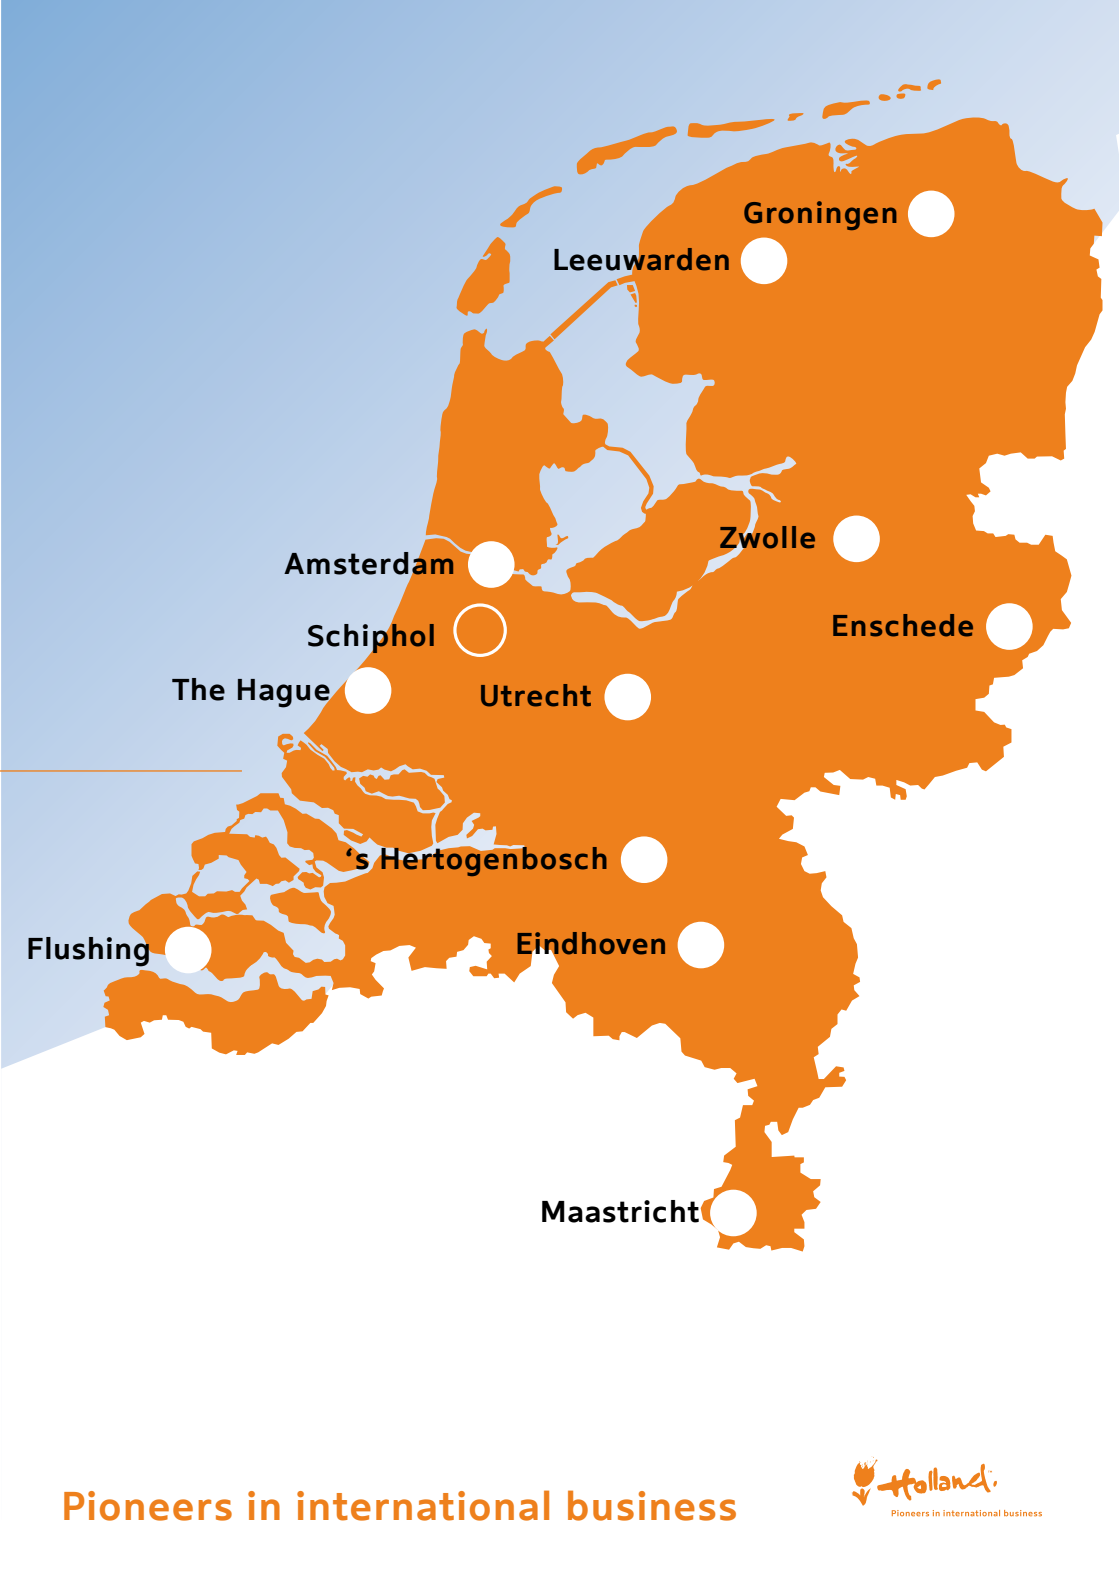 Groningen
Leeuwarden
Zwolle
Amsterdam
Enschede
Schiphol
The Hague
Utrecht
‘s Hertogenbosch
Eindhoven
Flushing
Maastricht
Holland.
Pioneers in international business
Pioneers in international business